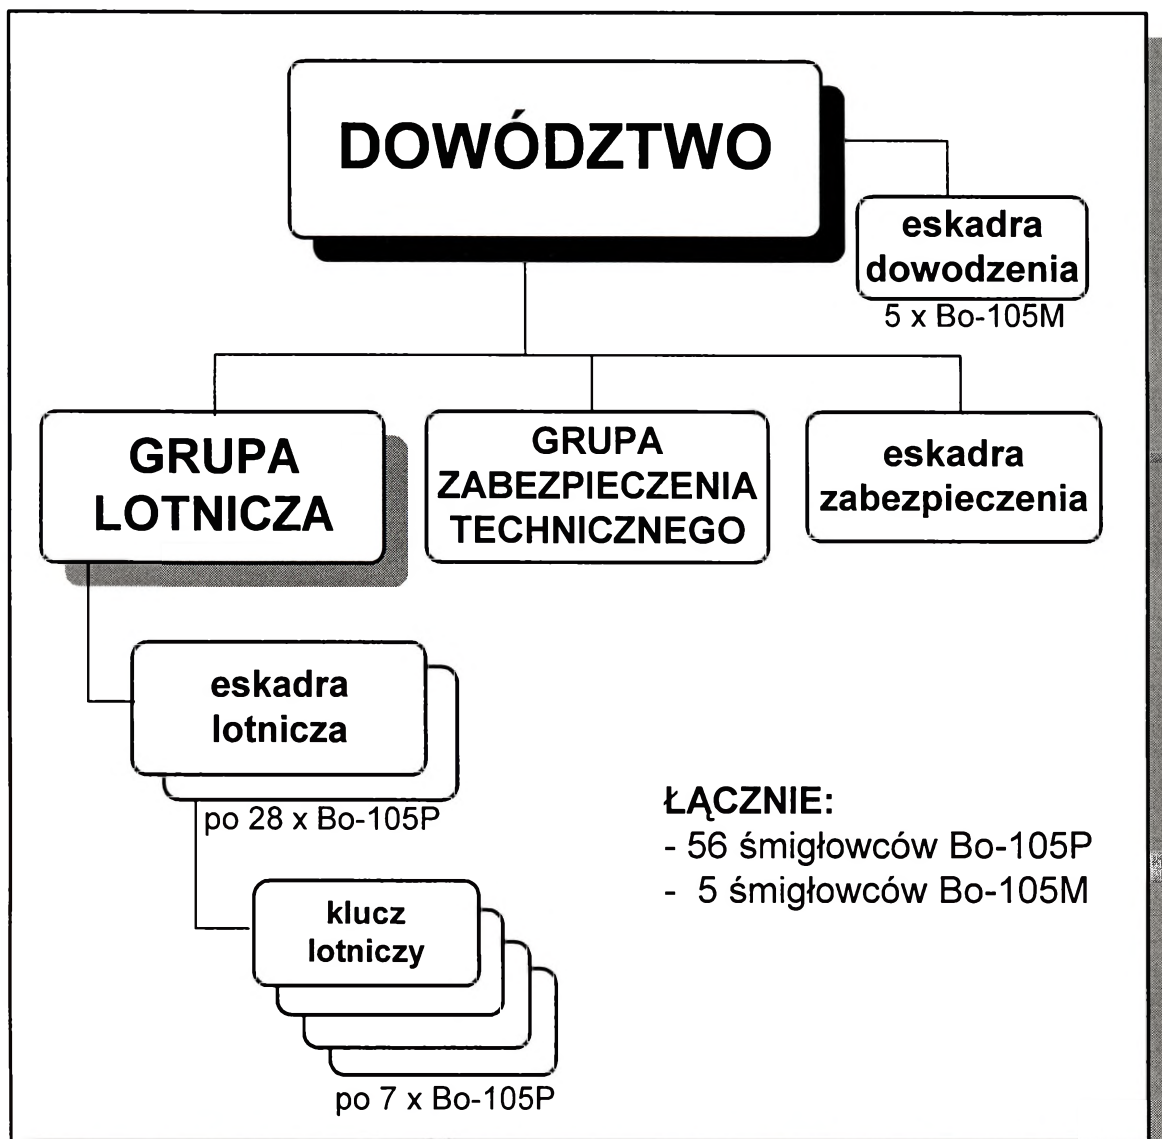 DOWÓDZTWO
eskadra
dowodzenia
5 x Bo-105M
GRUPA
LOTNICZA
GRUPA
ZABEZPIECZENIA
TECHNICZNEGO
eskadra
zabezpieczenia
eskadra
lotnicza
po 28 x Bo-105P
klucz
lotniczy
po 7 x Bo-105P
ŁĄCZNIE:
- 56 śmigłowców Bo-105P
- 5 śmigłowców Bo-105M